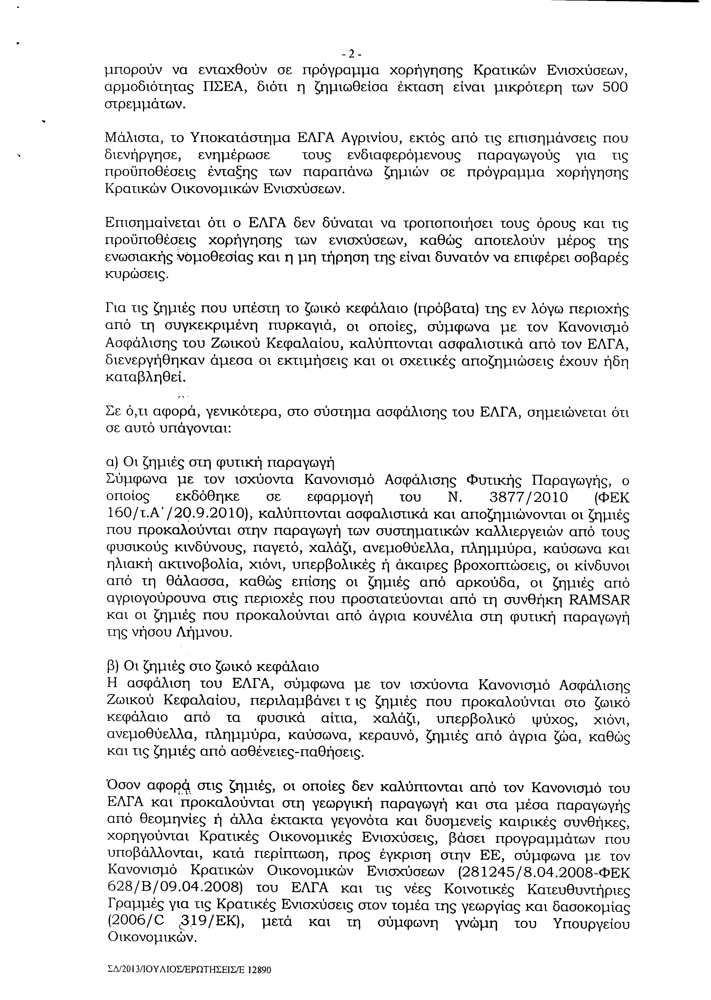 - 2 -
μπορούν να ενταχθούν σε πρόγραμμα χορήγησης Κρατικών Ενισχύσεων,
αρμοδιότητας ΠΣΕΑ, διότι η ζημιωθείσα έκταση είναι μικρότερη των 500
στρεμμάτων.
Μάλιστα, το Υποκατάστημα ΕΛΓΑ Αγρινίου, εκτός από τις επισημάνσεις που
διενήργησε, ενημέρωσε τους ενδιαφερόμενους παραγωγούς για τις
προϋποθέσεις ένταξης των παραπάνω ζημιών σε πρόγραμμα χορήγησης
Κρατικών Οικονομικών Ενισχύσεων.
Επισημαίνεται ότι ο ΕΛΓΑ δεν δύναται να τροποποιήσει τους όρους και τις
προϋποθέσεις χορήγησης των ενισχύσεων, καθώς αποτελούν μέρος της
ενωσιακής νομοθεσίας και η μη τήρηση της είναι δυνατόν να επιφέρει σοβαρές
κυρώσεις.
Για τις ζημιές που υπέστη το ζωικό κεφάλαιο (πρόβατα) της εν λόγω περιοχής
από τη συγκεκριμένη πυρκαγιά, οι οποίες, σύμφωνα με τον Κανονισμό
Ασφάλισης του Ζωικού Κεφαλαίου, καλύπτονται ασφαλιστικά από τον ΕΛΓΑ,
διενεργήθηκαν άμεσα οι εκτιμήσεις και οι σχετικές αποζημιώσεις έχουν ήδη
καταβληθεί.
Σε ό,τι αφορά, γενικότερα, στο σύστημα ασφάλισης του ΕΛΓΑ, σημειώνεται ότι
σε αυτό υπάγονται:
α) Οι ζημιές στη φυτική παραγωγή
Σύμφωνα με τον ισχύοντα Κανονισμό Ασφάλισης Φυτικής Παραγωγής, ο
οποίος εκδόθηκε σε εφαρμογή του Ν. 3877/2010 (ΦΕΚ
160/τ.Α'/20.9.2010), καλύπτονται ασφαλιστικά και αποζημιώνονται οι ζημιές
που προκαλούνται στην παραγωγή των συστηματικών καλλιεργειών από τους
φυσικούς κινδύνους, παγετό, χαλάζι, ανεμοθύελλα, πλημμύρα, καύσωνα και
ηλιακή ακτινοβολία, χιόνι, υπερβολικές ή άκαιρες βροχοπτώσεις, οι κίνδυνοι
από τη θάλασσα, καθώς επίσης οι ζημιές από αρκούδα, οι ζημιές από
αγριογούρουνα στις περιοχές που προστατεύονται από τη συνθήκη RAMSAR
και οι ζημιές που προκαλούνται από άγρια κουνέλια στη φυτική παραγωγή
της νήσου Λήμνου.
β) Οι ζημιές στο ζωικό κεφάλαιο
Η ασφάλιση του ΕΛΓΑ, σύμφωνα με τον ισχύοντα Κανονισμό Ασφάλισης
Ζωικού Κεφαλαίου, περιλαμβάνει τ ις ζημιές που προκαλούνται στο ζωικό
κεφάλαιο από τα φυσικά αίτια, χαλάζι, υπερβολικό ψύχος, χιόνι,
ανεμοθύελλα, πλημμύρα, καύσωνα, κεραυνό, ζημιές από άγρια ζώα, καθώς
και τις ζημιές από ασθένειες-παθήσεις.
Όσον αφορά στις ζημιές, οι οποίες δεν καλύπτονται από τον Κανονισμό του
ΕΛΓΑ και προκαλούνται στη γεωργική παραγωγή και στα μέσα παραγωγής
από θεομηνίες ή άλλα έκτακτα γεγονότα και δυσμενείς καιρικές συνθήκες,
χορηγούνται Κρατικές Οικονομικές Ενισχύσεις, βάσει προγραμμάτων που
υποβάλλονται, κατά περίπτωση, προς έγκριση στην ΕΕ, σύμφωνα με τον
Κανονισμό Κρατικών Οικονομικών Ενισχύσεων (281245/8.04.2008-ΦΕΚ
628/Β/09.04.2008) του ΕΛΓΑ και τις νέες Κοινοτικές Κατευθυντήριες
Γραμμές για τις Κρατικές Ενισχύσεις στον τομέα της γεωργίας και δασοκομίας
(2006/C 319/ΕΚ), μετά και τη σύμφωνη γνώμη του Υπουργείου
Οικονομικών.
ΣΔ/2013/ΙΟΥΛΙΟΣ/ΕΡΩΤΗΣΕΙΣ/Ε 12890